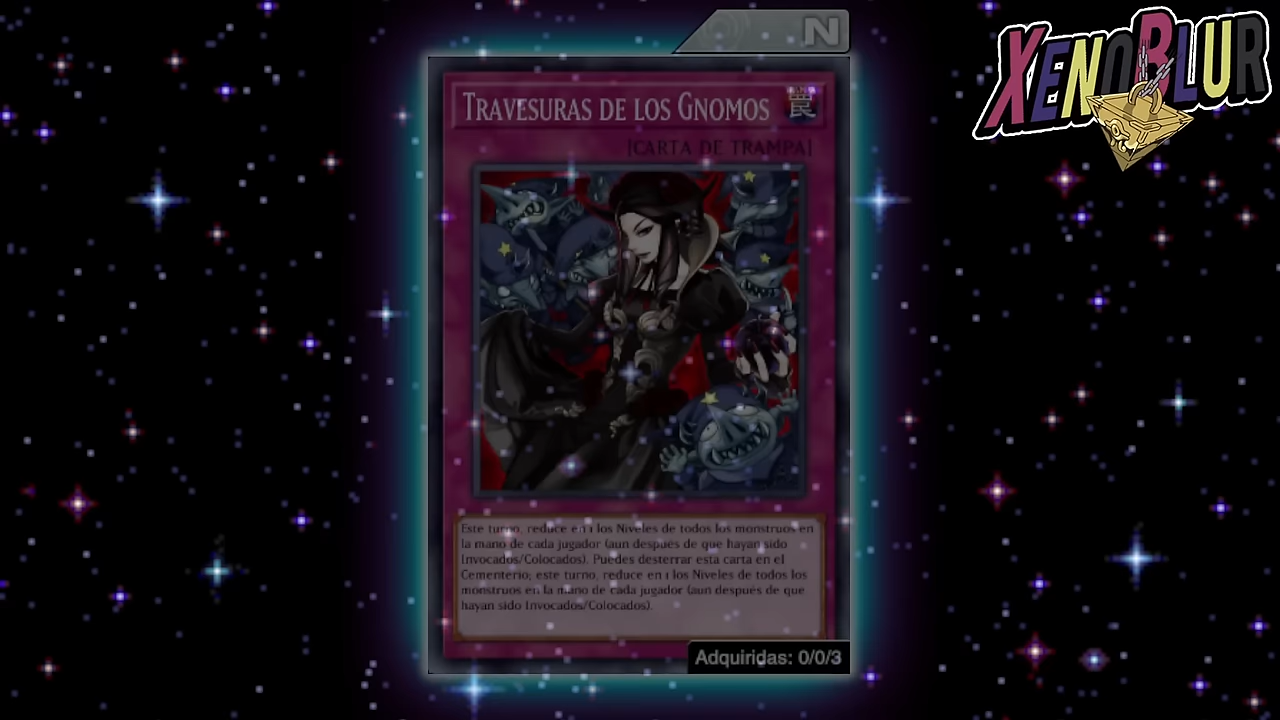 N
XENOBLUR
TRAVESURAS DE LOS GNOMOS 罠
[CARTA DE TRAMPA]
Este turno, reduce en 1 los Niveles de todos los monstruos en
la mano de cada jugador (aun después de que hayan sido
Invocados/Colocados). Puedes desterrar esta carta en el
Cementerio; este turno, reduce en 1 los Niveles de todos los
monstruos en la mano de cada jugador (aun después de que
hayan sido Invocados/Colocados).
Adquiridas: 0/0/3